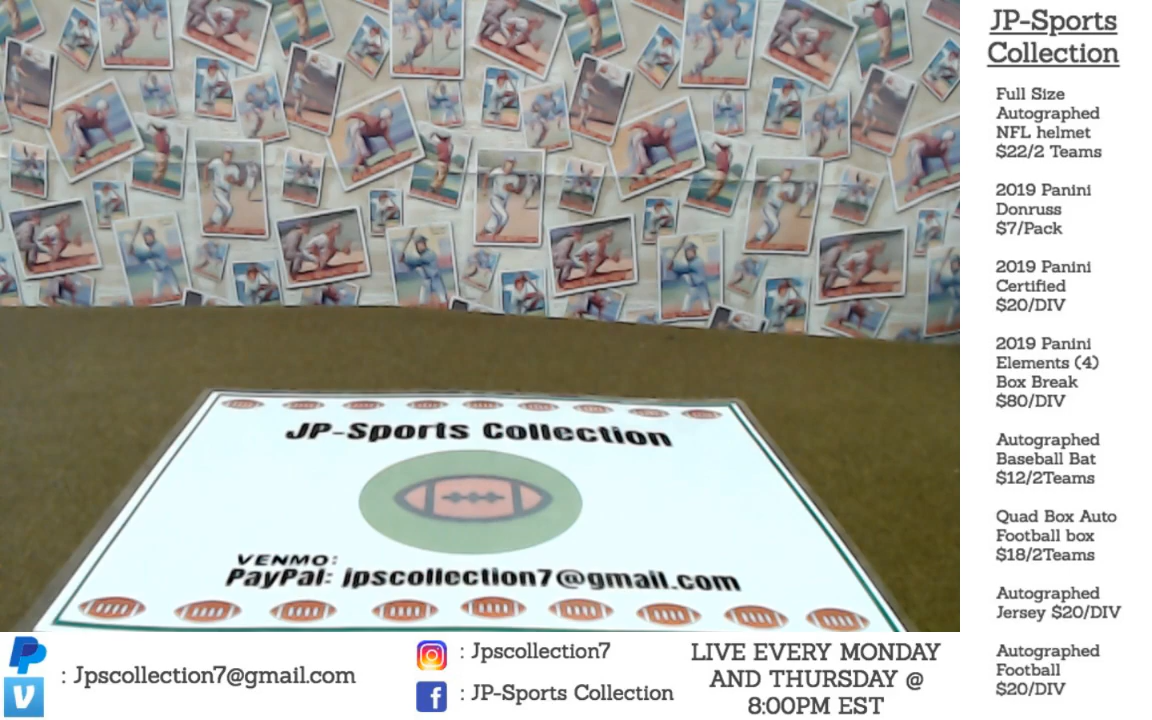 JP-Sports
Collection
Full Size
Autographed
NFL helmet
$22/2 Teams
2019 Panini
Donruss
$7/Pack
2019 Panini
Certified
$20/DIV
2019 Panini
Elements (4)
Box Break
$80/DIV
Autographed
Baseball Bat
$12/2Teams
Quad Box Auto
Football box
$18/2Teams
Autographed
Jersey $20/DIV
Autographed
Football
$20/DIV
JP-Sports Collection
VENMO:
PayPal: jpscollection7@gmail.com
: Jpscollection7@gmail.com
: Jpscollection7
: JP-Sports Collection
LIVE EVERY MONDAY
AND THURSDAY @
8:00PM EST